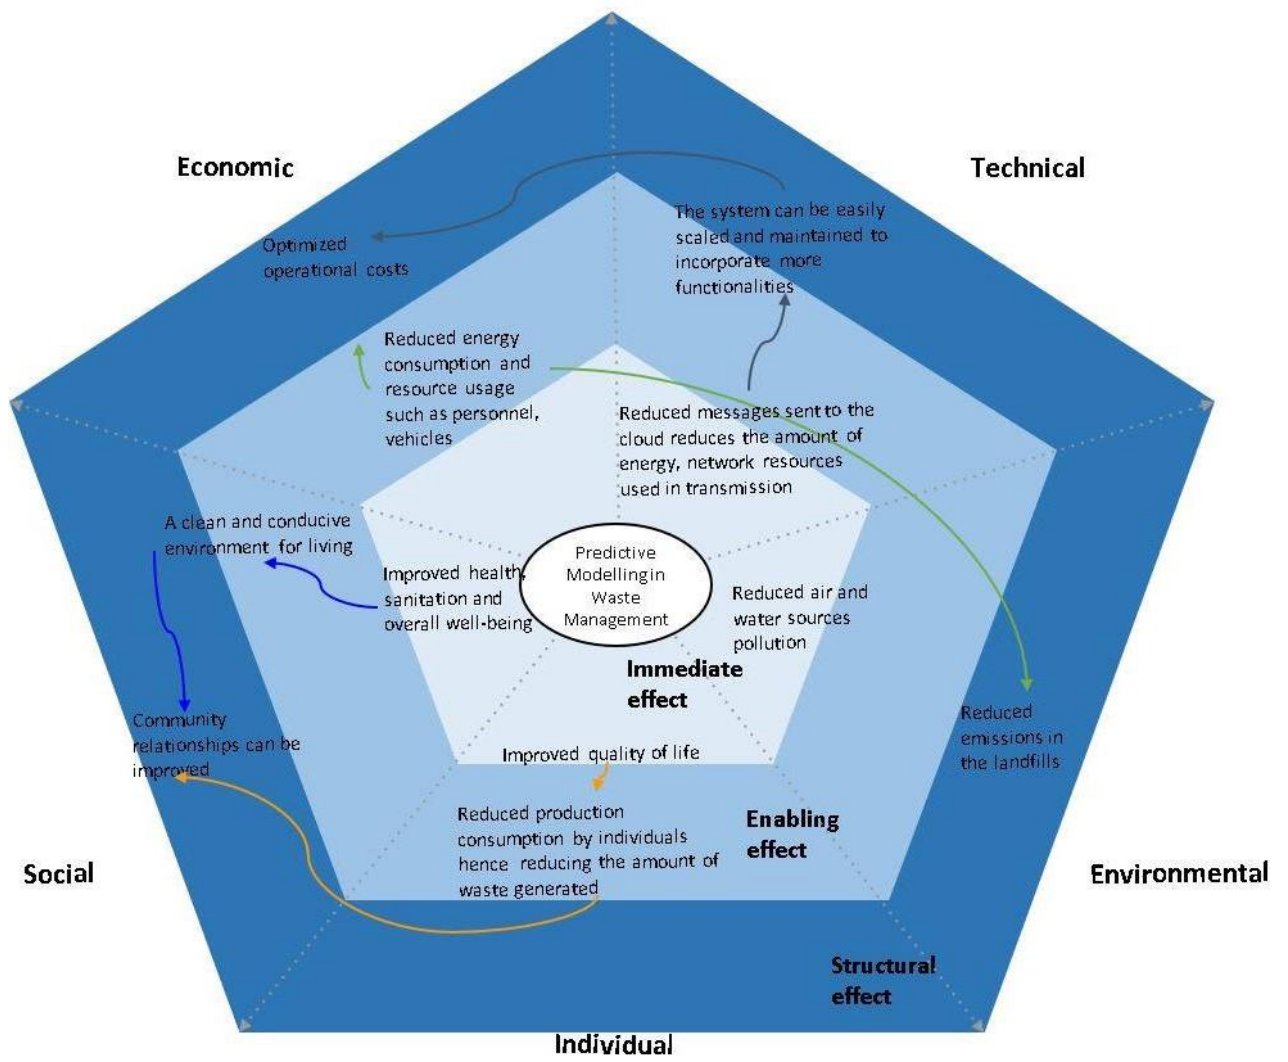 Economic
Technical
The system can be easily
scaled and maintained to
incorporate more
functionalities
Optimized
operational costs
Reduced energy
consumption and
resource usage
such as personnel,
vehicles
Reduced messages sent to the
cloud reduces the amount of
energy, network resources
used in transmission
A clean and conducive
environment for living
Improved health,
sanitation and
overall well-being
Predictive
Modelling in
Waste
Management
Reduced air and
water sources
pollution
Immediate
effect
Community
relationships can be
improved
Reduced
emissions in
the landfills
Improved quality of life
Reduced production
consumption by individuals
hence reducing the amount of
waste generated
Enabling
effect
Social
Environmental
Structural
effect
Individual